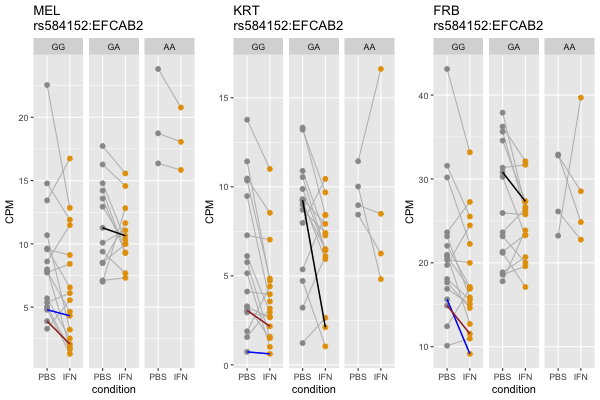 MEL
rs584152:EFCAB2
GG GA AA
CPM
20
15
10
5
PBS IFN PBS IFN PBS IFN
condition
KRT
rs584152:EFCAB2
GG GA AA
CPM
15
10
5
0
PBS IFN PBS IFN PBS IFN
condition
FRB
rs584152:EFCAB2
GG GA AA
CPM
40
30
20
10
PBS IFN PBS IFN PBS IFN
condition